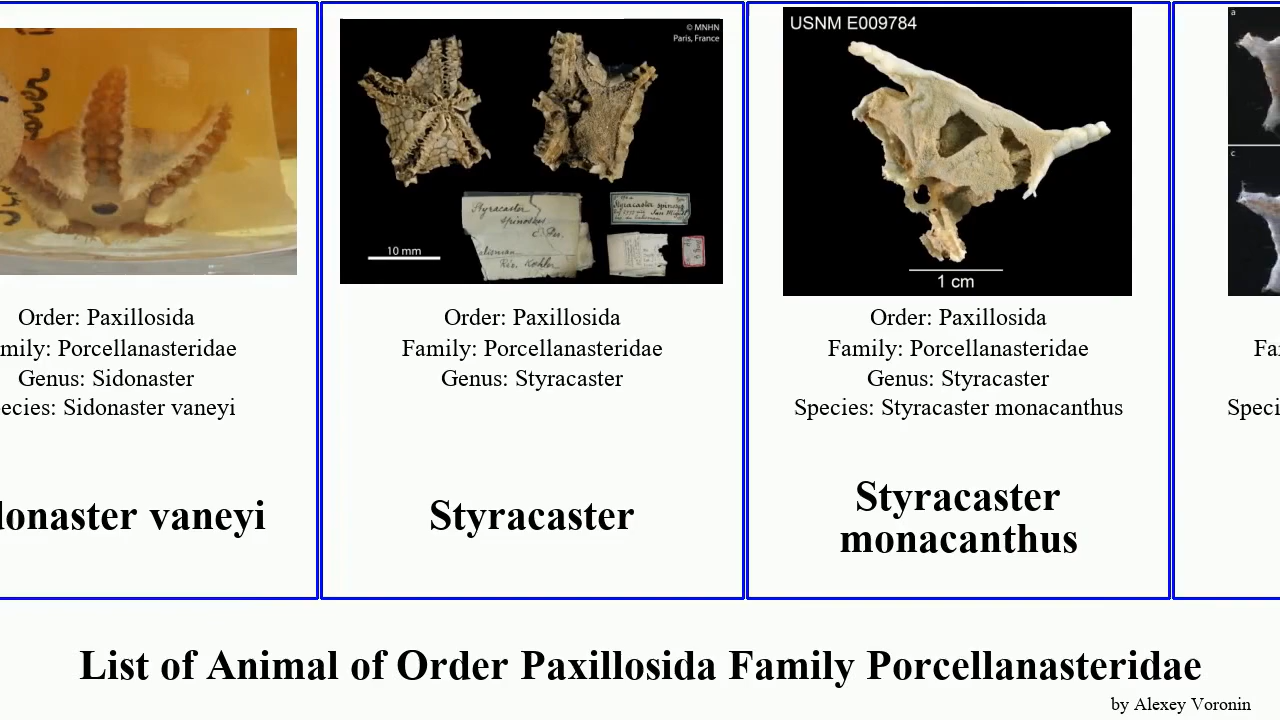 © MNHN
Paris, France
Styracaster
spinosus
10 mm
USNM E009784
1 cm
a
c
Order: Paxillosida
mily: Porcellanasteridae
Genus: Sidonaster
ecies: Sidonaster vaneyi
donaster vaneyi
Order: Paxillosida
Family: Porcellanasteridae
Genus: Styracaster
Styracaster
Order: Paxillosida
Family: Porcellanasteridae
Genus: Styracaster
Species: Styracaster monacanthus
Styracaster
monacanthus
Fa
Speci
List of Animal of Order Paxillosida Family Porcellanasteridae
by Alexey Voronin